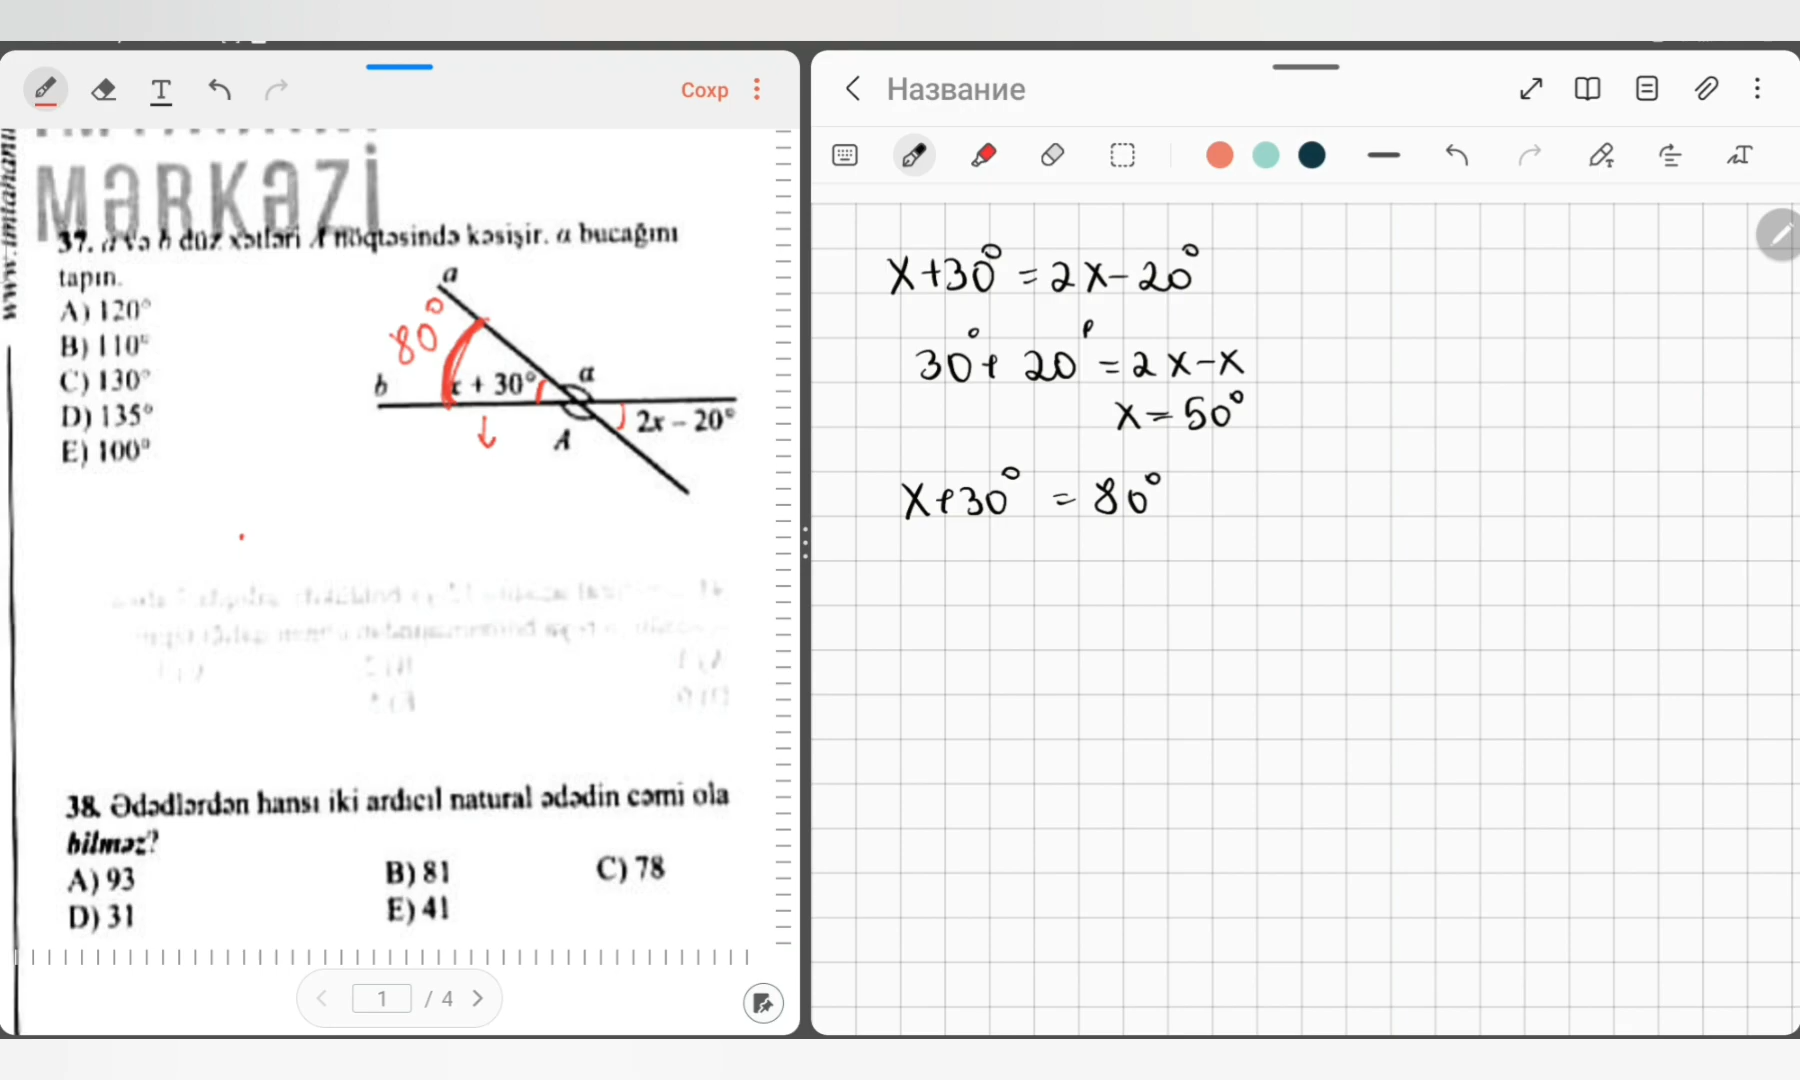 Сохр
MƏRKƏZİ
www.imtahanu
37. a və b düz xətləri A nöqtəsində kəsişir. α bucağını
tapın.
A) 120°
B) 110°
C) 130°
D) 135°
E) 100°
a
80°
b
x + 30°
α
2x – 20°
A
38. Ədədlərdən hansı iki ardıcıl natural ədədin cəmi ola
bilməz?
A) 93
B) 81
C) 78
D) 31
E) 41
1 / 4
Название
x+30° = 2x-20°
30°+ 20° = 2x-x
x = 50°
x+30° = 80°